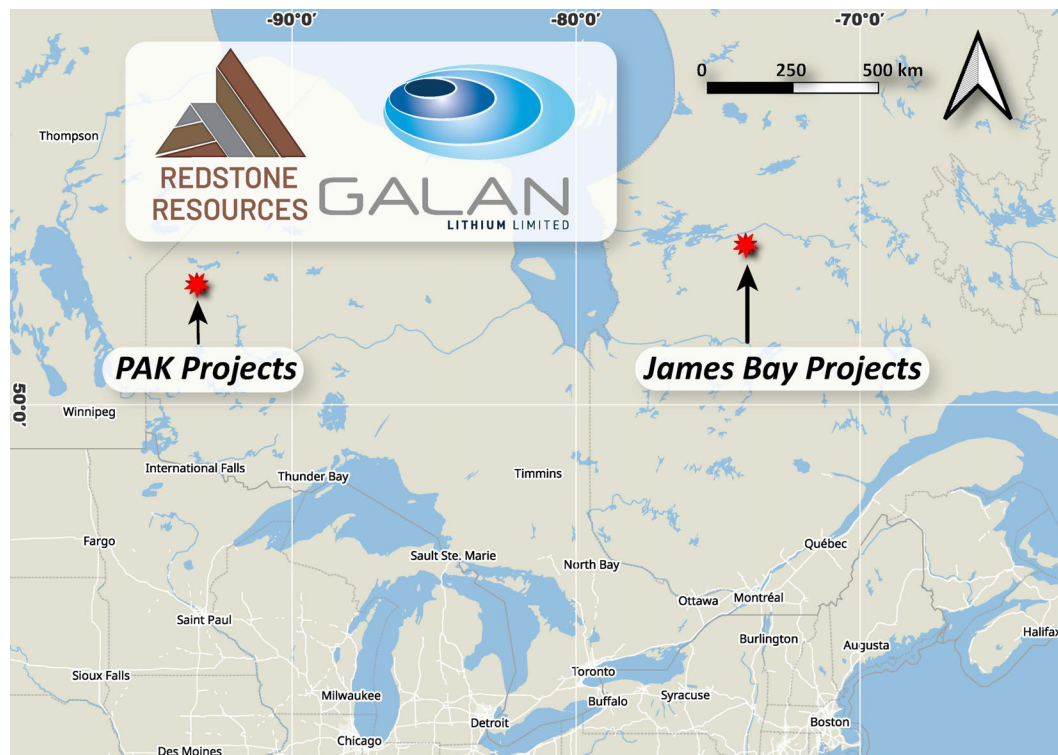 -90°0'
-80°0'
-70°0'
0 250 500 km
Thompson
REDSTONE
RESOURCES
GALAN
LITHIUM LIMITED
PAK Projects
James Bay Projects
50°0'
Winnipeg
International Falls
Thunder Bay
Timmins
Fargo
Sault Ste. Marie
North Bay
Québec
Saint Paul
Ottawa
Montréal
Burlington
Augusta
Halifax
Sioux Falls
Toronto
Milwaukee
Buffalo
Syracuse
Detroit
Boston
Des Moines
Chicago